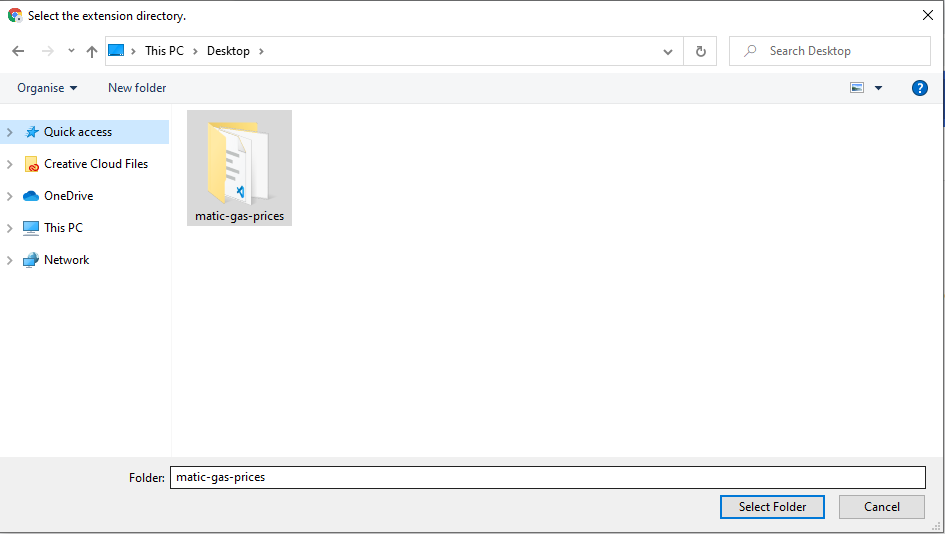 Select the extension directory.
This PC
Desktop
Search Desktop
Organise
New folder
?
Quick access
Creative Cloud Files
OneDrive
This PC
Network
matic-gas-prices
Folder:
matic-gas-prices
Select Folder
Cancel